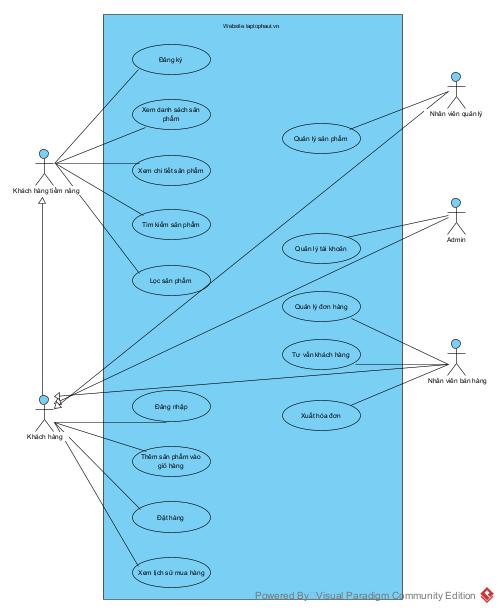 Website laptophaui.vn
Đăng ký
Xem danh sách sản
phẩm
Xem chi tiết sản phẩm
Tìm kiếm sản phẩm
Lọc sản phẩm
Khách hàng tiềm năng
Quản lý sản phẩm
Nhân viên quản lý
Quản lý tài khoản
Admin
Quản lý đơn hàng
Tư vấn khách hàng
Xuất hóa đơn
Nhân viên bán hàng
Khách hàng
Đăng nhập
Thêm sản phẩm vào
giỏ hàng
Đặt hàng
Xem lịch sử mua hàng
Powered By Visual Paradigm Community Edition